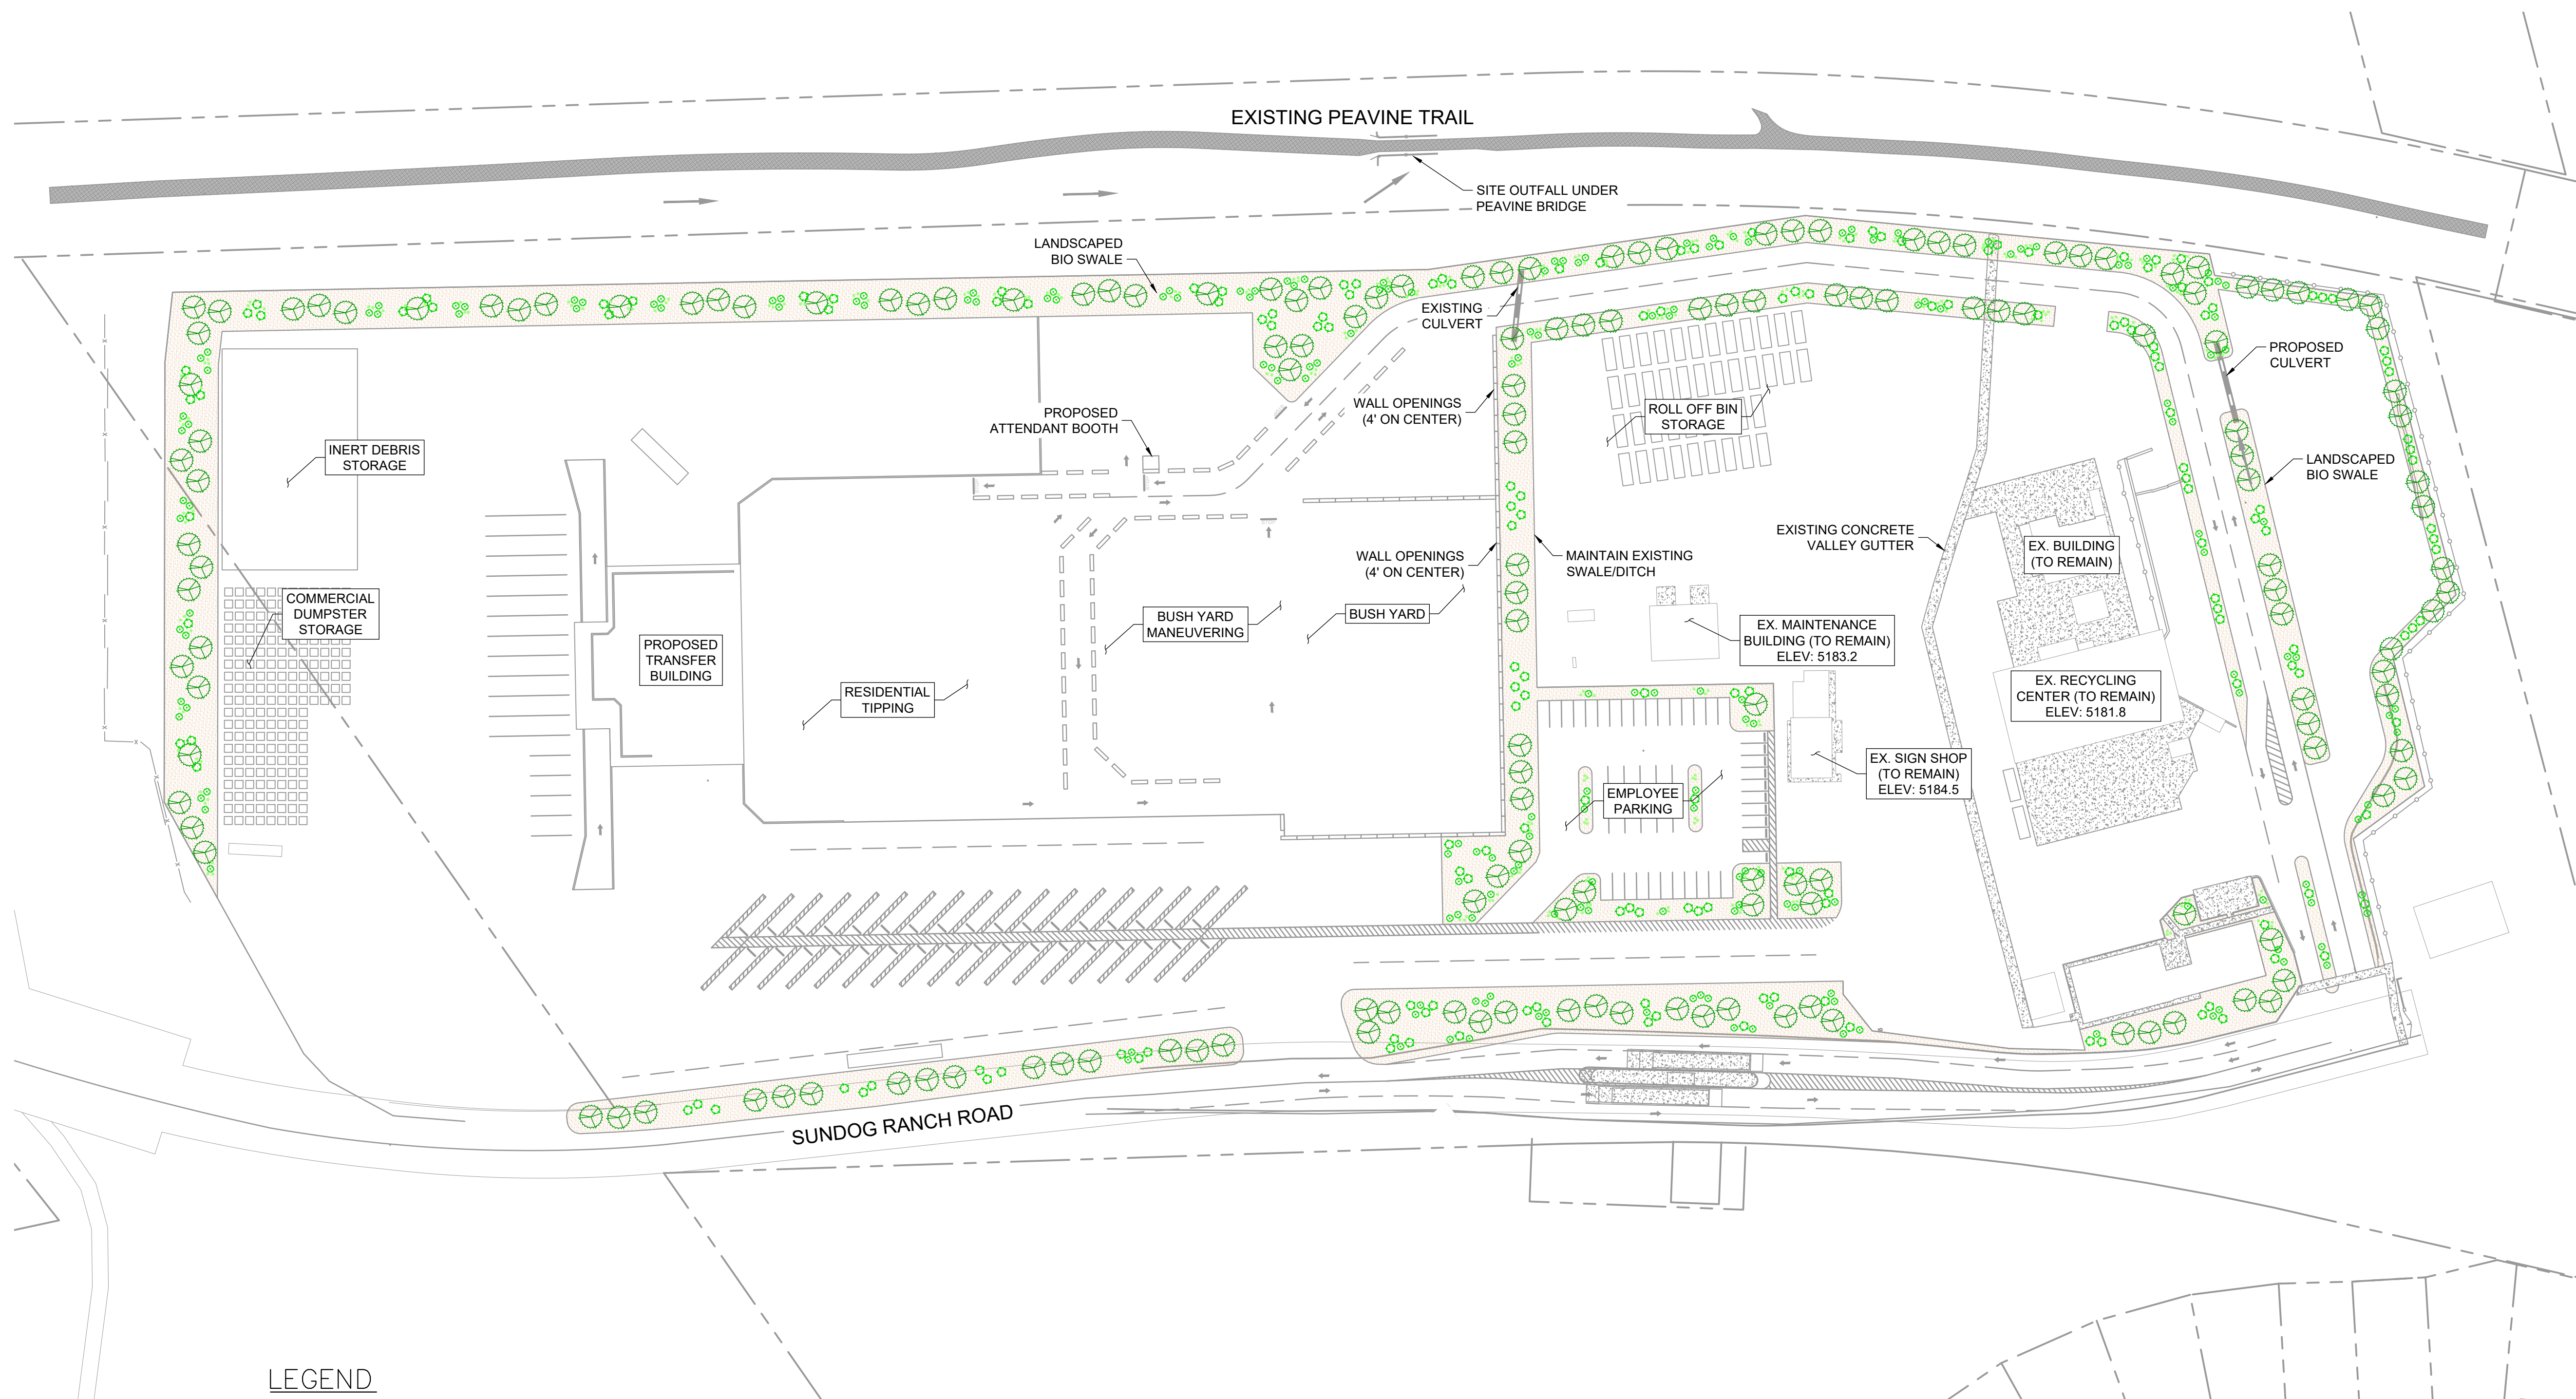 EXISTING PEAVINE TRAIL
SITE OUTFALL UNDER
PEAVINE BRIDGE
LANDSCAPED
BIO SWALE
EXISTING
CULVERT
PROPOSED
CULVERT
WALL OPENINGS
(4' ON CENTER)
ROLL OFF BIN
STORAGE
PROPOSED
ATTENDANT BOOTH
INERT DEBRIS
STORAGE
LANDSCAPED
BIO SWALE
EXISTING CONCRETE
VALLEY GUTTER
EX. BUILDING
(TO REMAIN)
WALL OPENINGS
(4' ON CENTER)
MAINTAIN EXISTING
SWALE/DITCH
COMMERCIAL
DUMPSTER
STORAGE
PROPOSED
TRANSFER
BUILDING
BUSH YARD
MANEUVERING
BUSH YARD
EX. MAINTENANCE
BUILDING (TO REMAIN)
ELEV: 5183.2
RESIDENTIAL
TIPPING
EX. RECYCLING
CENTER (TO REMAIN)
ELEV: 5181.8
EX. SIGN SHOP
(TO REMAIN)
ELEV: 5184.5
EMPLOYEE
PARKING
SUNDOG RANCH ROAD
LEGEND